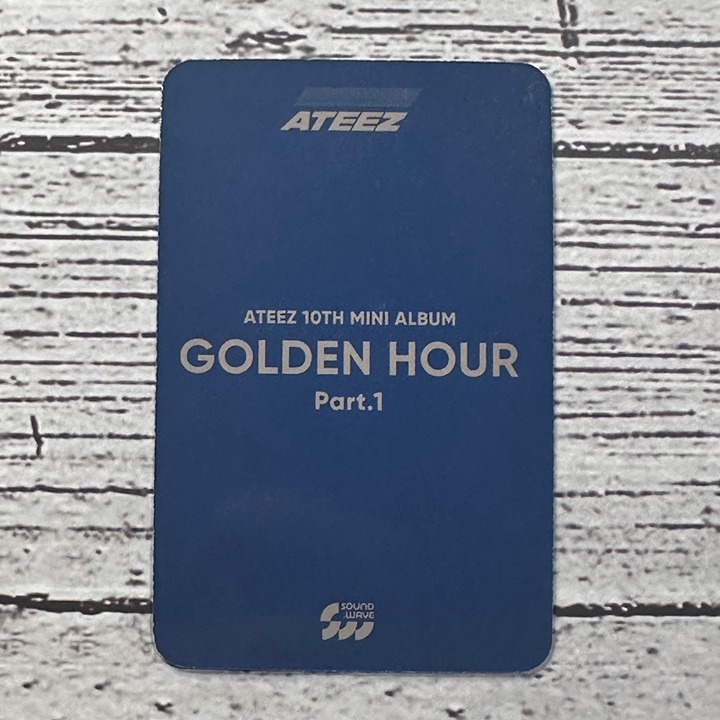 ATEEZ
ATEEZ 10TH MINI ALBUM
GOLDEN HOUR
Part.1
SOUND
WAVE